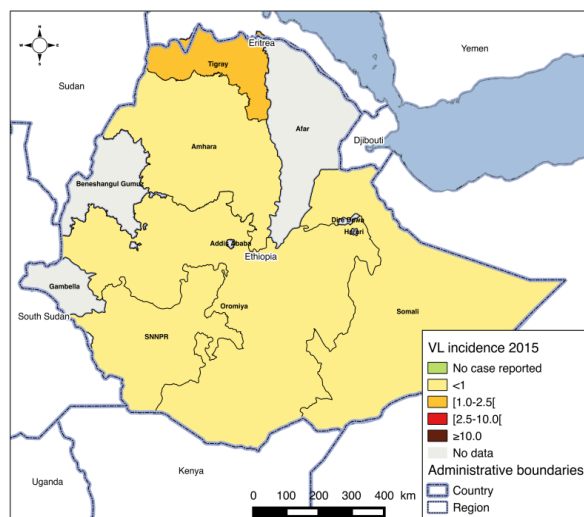 N
W
E
S
Eritrea
Yemen
Sudan
Tigray
Afar
Amhara
Djibouti
Beneshangul Gumu
Dire Dawa
Harari
Addis Ababa
Ethiopia
Gambella
Oromiya
Somali
South Sudan
SNNPR
VL incidence 2015
No case reported
<1
[1.0-2.5[
[2.5-10.0[
≥10.0
No data
Administrative boundaries
Country
Region
Kenya
Uganda
0 100 200 300 400 km